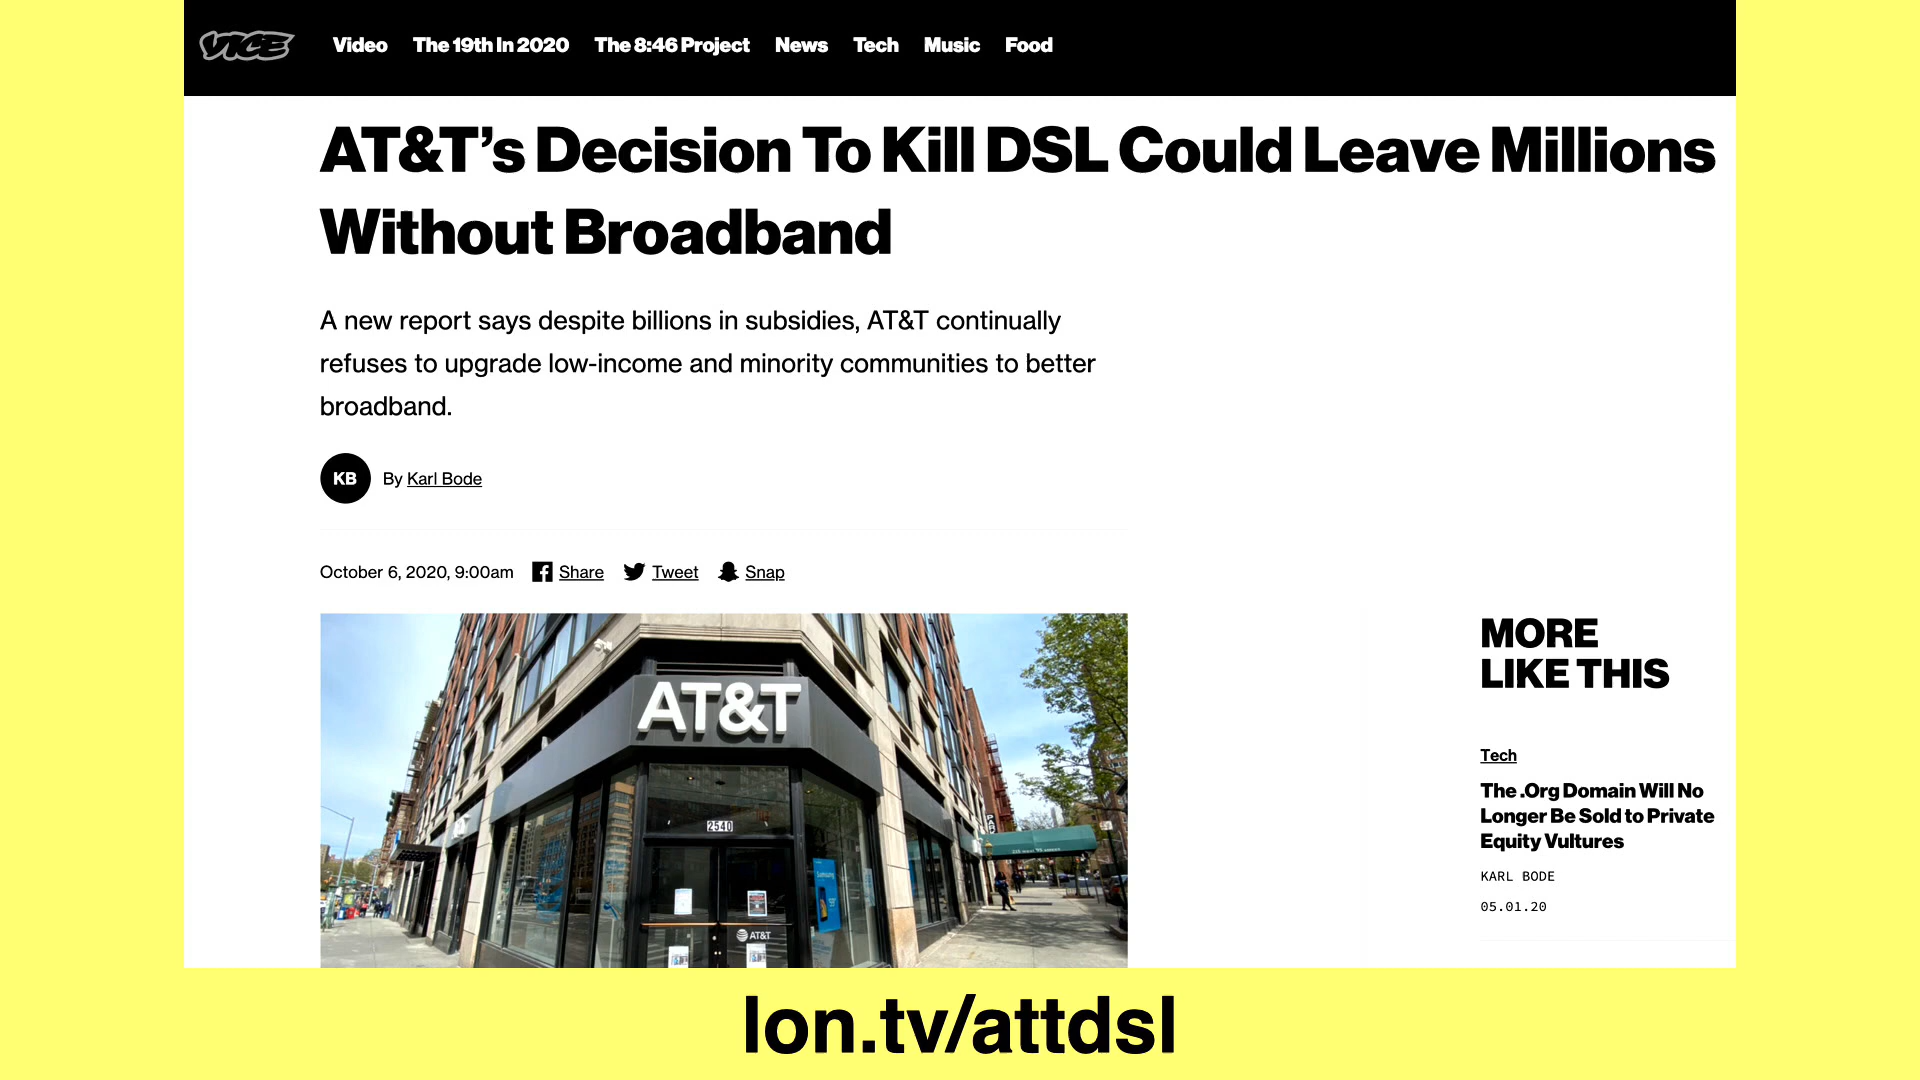 VICE
Video The 19th In 2020 The 8:46 Project News Tech Music Food
AT&T’s Decision To Kill DSL Could Leave Millions
Without Broadband
A new report says despite billions in subsidies, AT&T continually
refuses to upgrade low-income and minority communities to better
broadband.
KB By Karl Bode
October 6, 2020, 9:00am Share Tweet Snap
AT&T
2540
AT&T
MORE
LIKE THIS
Tech
The .Org Domain Will No
Longer Be Sold to Private
Equity Vultures
KARL BODE
05.01.20
lon.tv/attdsl